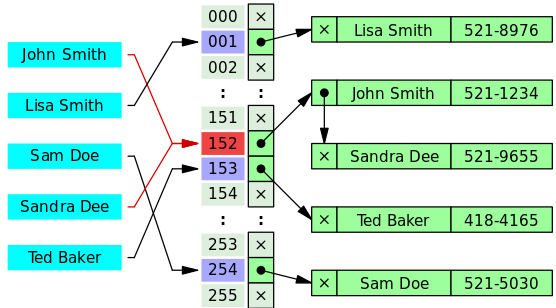 John Smith
Lisa Smith
Sam Doe
Sandra Dee
Ted Baker
000 ×
001
002 ×
: :
151 ×
152
153
154 ×
: :
253 ×
254
255 ×
× Lisa Smith 521-8976
John Smith 521-1234
× Sandra Dee 521-9655
× Ted Baker 418-4165
× Sam Doe 521-5030